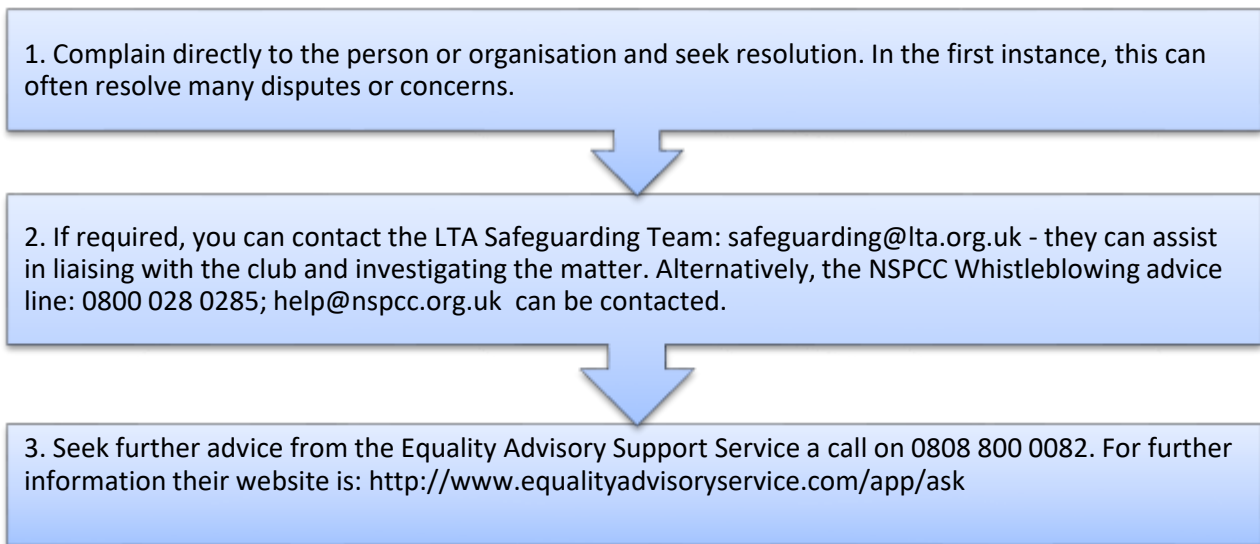 1. Complain directly to the person or organisation and seek resolution. In the first instance, this can
often resolve many disputes or concerns.
2. If required, you can contact the LTA Safeguarding Team: safeguarding@lta.org.uk - they can assist
in liaising with the club and investigating the matter. Alternatively, the NSPCC Whistleblowing advice
line: 0800 028 0285; help@nspcc.org.uk  can be contacted.
3. Seek further advice from the Equality Advisory Support Service a call on 0808 800 0082. For further
information their website is: http://www.equalityadvisoryservice.com/app/ask